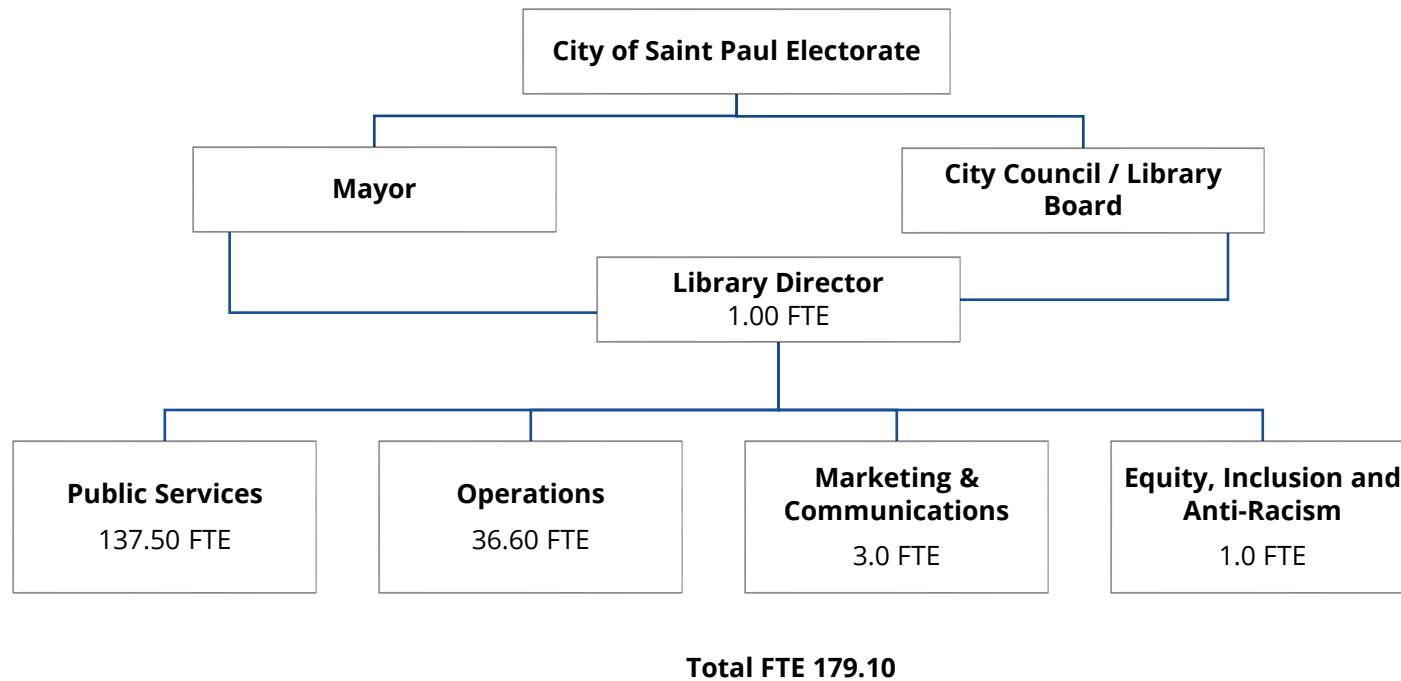 City of Saint Paul Electorate
Mayor
City Council / Library
Board
Library Director
1.00 FTE
Public Services
137.50 FTE
Operations
36.60 FTE
Marketing &
Communications
3.0 FTE
Equity, Inclusion and
Anti-Racism
1.0 FTE
Total FTE 179.10